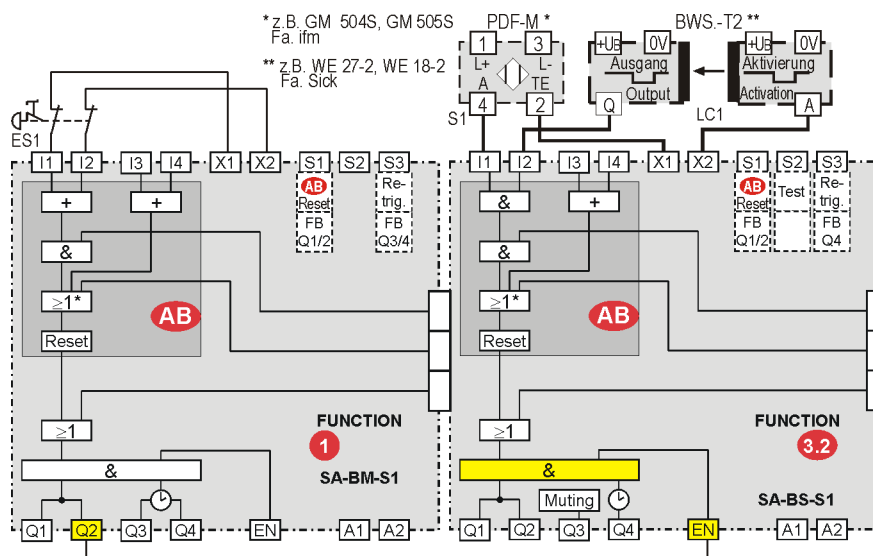 * z.B. GM 504S, GM 505S
Fa. ifm
** z.B. WE 27-2, WE 18-2
Fa. Sick
PDF-M *
1 3
L+ L-
A TE
4 2
S1
BWS.-T2 **
+UB 0V
Ausgang
Output
Q
+UB 0V
Aktivierung
Activation
A
LC1
ES1
I1 I2 I3 I4 X1 X2 S1 S2 S3
+ +
&
≥1*
Reset
AB
AB
Reset
FB
Q1/2
Re-
trig.
FB
Q3/4
≥1
&
FUNCTION
1
SA-BM-S1
Q1 Q2 Q3 Q4 EN A1 A2
I1 I2 I3 I4 X1 X2 S1 S2 S3
& +
&
≥1*
Reset
AB
AB
Reset
FB
Q1/2
Test
Re-
trig.
FB
Q4
≥1
&
Muting
FUNCTION
3.2
SA-BS-S1
Q1 Q2 Q3 Q4 EN A1 A2